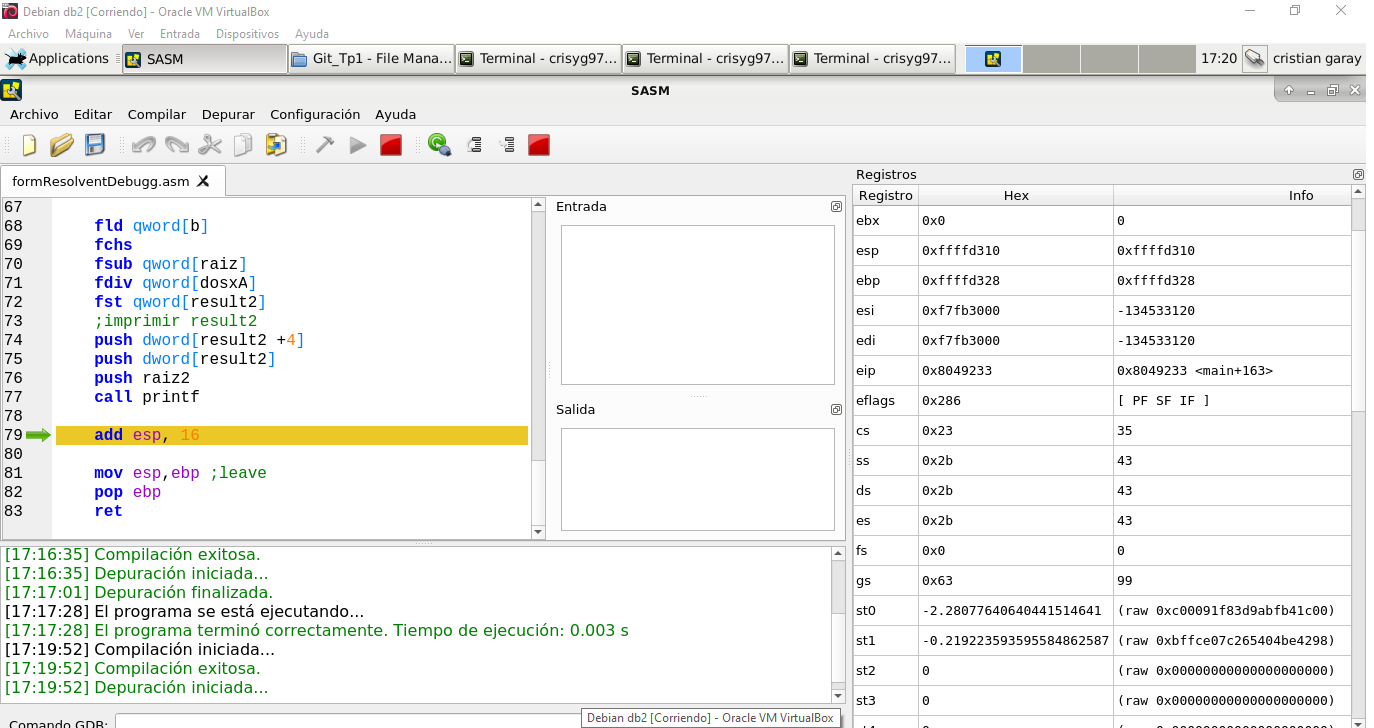 Debian db2 [Corriendo] - Oracle VM VirtualBox
Archivo Máquina Ver Entrada Dispositivos Ayuda
Applications SASM Git_Tp1 - File Mana... Terminal - crisyg97... Terminal - crisyg97... Terminal - crisyg97... 17:20 cristian garay
SASM
Archivo Editar Compilar Depurar Configuración Ayuda
formResolventDebugg.asm
67
68 fld qword[b]
69 fchs
70 fsub qword[raiz]
71 fdiv qword[dosxA]
72 fst qword[result2]
73 ;imprimir result2
74 push dword[result2 +4]
75 push dword[result2]
76 push raiz2
77 call printf
78
79 add esp, 16
80
81 mov esp,ebp ;leave
82 pop ebp
83 ret
Entrada
Salida
Registros
Registro Hex Info
ebx 0x0 0
esp 0xffffd310 0xffffd310
ebp 0xffffd328 0xffffd328
esi 0xf7fb3000 -134533120
edi 0xf7fb3000 -134533120
eip 0x8049233 0x8049233 <main+163>
eflags 0x286 [ PF SF IF ]
cs 0x23 35
ss 0x2b 43
ds 0x2b 43
es 0x2b 43
fs 0x0 0
gs 0x63 99
st0 -2.28077640640441514641 (raw 0xc00091f83d9abfb41c00)
st1 -0.219223593595584862587 (raw 0xbffce07c265404be4298)
st2 0 (raw 0x00000000000000000000)
st3 0 (raw 0x00000000000000000000)
[17:16:35] Compilación exitosa.
[17:16:35] Depuración iniciada...
[17:17:01] Depuración finalizada.
[17:17:28] El programa se está ejecutando...
[17:17:28] El programa terminó correctamente. Tiempo de ejecución: 0.003 s
[17:19:52] Compilación iniciada...
[17:19:52] Compilación exitosa.
[17:19:52] Depuración iniciada...
Comando GDB:
Debian db2 [Corriendo] - Oracle VM VirtualBox